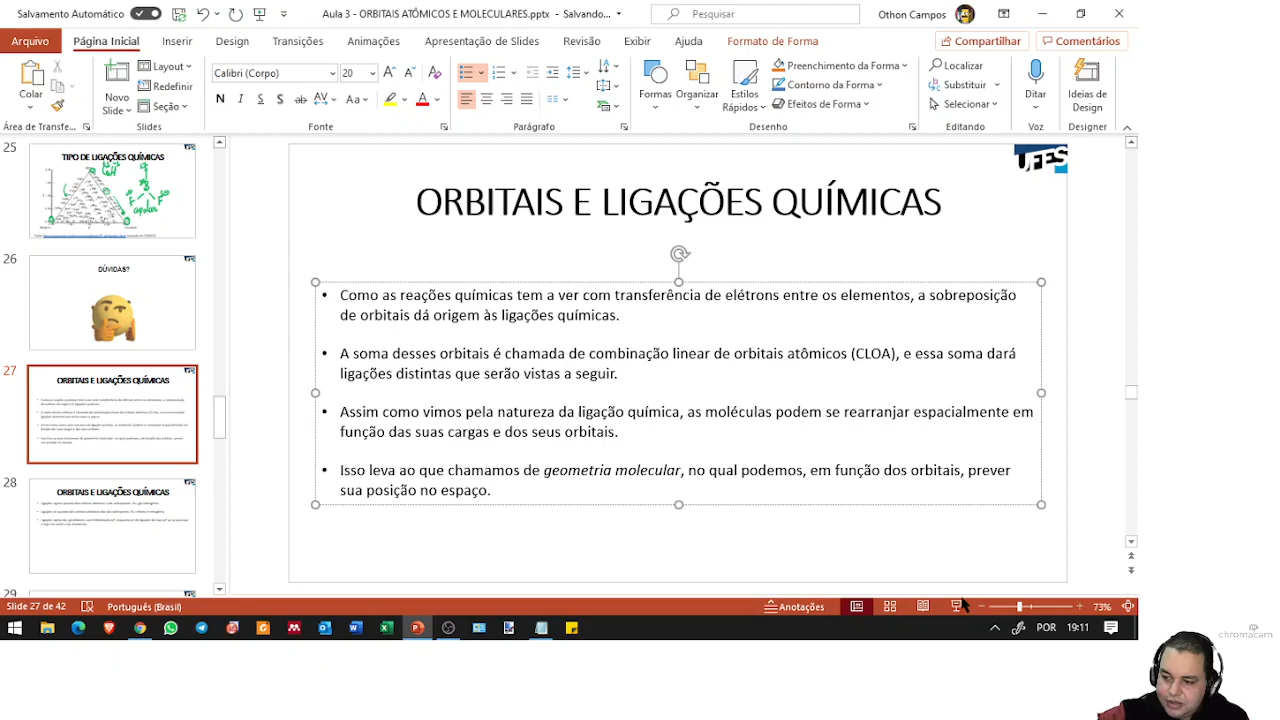 Salvamento Automático
Aula 3 - ORBITAIS ATÔMICOS E MOLECULARES.pptx - Salvando...
Pesquisar
Othon Campos
Arquivo
Página Inicial
Inserir
Design
Transições
Animações
Apresentação de Slides
Revisão
Exibir
Ajuda
Formato de Forma
Compartilhar
Comentários
Colar
Novo
Slide
Layout
Redefinir
Seção
Calibri (Corpo)
20
N
I
S
S
ab
AV
Aa
A
Formas
Organizar
Estilos
Rápidos
Preenchimento da Forma
Contorno da Forma
Efeitos de Forma
Localizar
Substituir
Selecionar
Ditar
Ideias de
Design
Área de Transfe...
Slides
Fonte
Parágrafo
Desenho
Editando
Voz
Designer
25
TIPO DE LIGAÇÕES QUÍMICAS
26
DÚVIDAS?
27
ORBITAIS E LIGAÇÕES QUÍMICAS
28
ORBITAIS E LIGAÇÕES QUÍMICAS
29
UFES
ORBITAIS E LIGAÇÕES QUÍMICAS
• Como as reações químicas tem a ver com transferência de elétrons entre os elementos, a sobreposição
de orbitais dá origem às ligações químicas.
• A soma desses orbitais é chamada de combinação linear de orbitais atômicos (CLOA), e essa soma dará
ligações distintas que serão vistas a seguir.
• Assim como vimos pela natureza da ligação química, as moléculas podem se rearranjar espacialmente em
função das suas cargas e dos seus orbitais.
• Isso leva ao que chamamos de geometria molecular, no qual podemos, em função dos orbitais, prever
sua posição no espaço.
Slide 27 de 42
Português (Brasil)
Anotações
73%
POR
19:11
chromacam